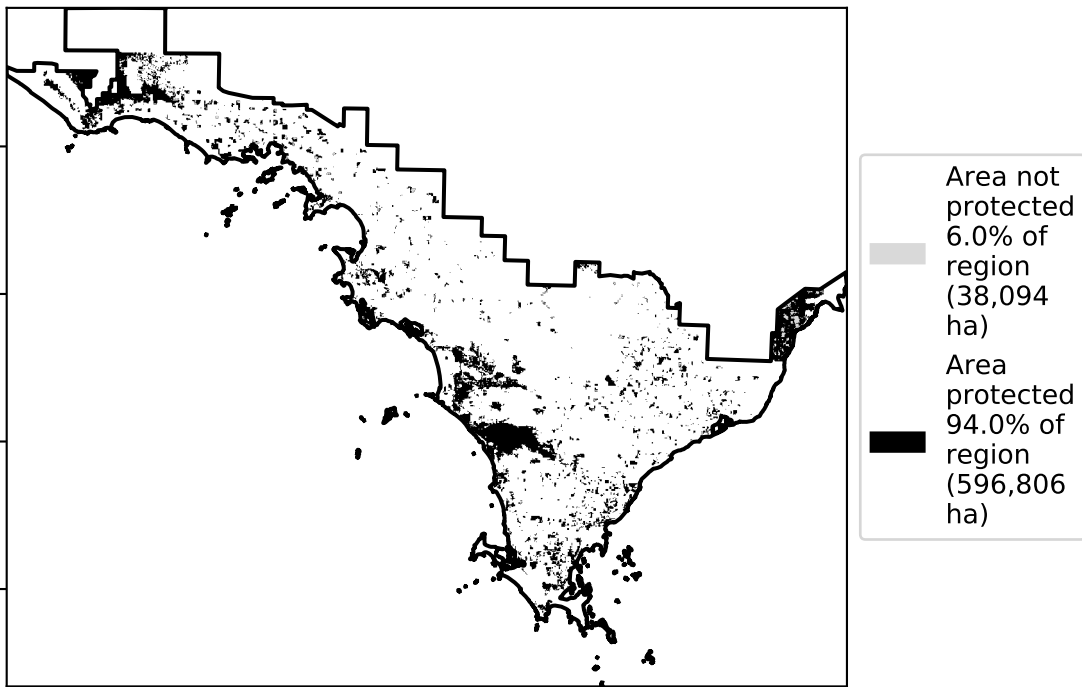 Area not
protected
6.0% of
region
(38,094
ha)
Area
protected
94.0% of
region
(596,806
ha)